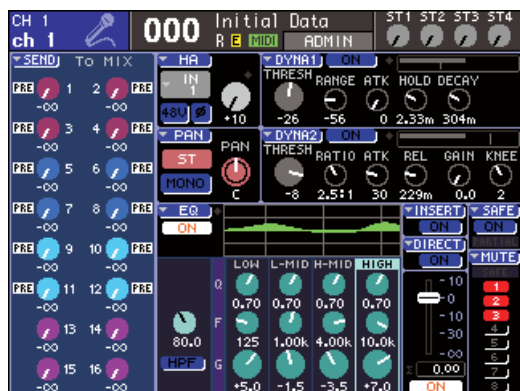 CH 1
ch 1
000 Initial Data
R E MIDI ADMIN
ST1 ST2 ST3 ST4
SEND To MIX
PRE 1 2 PRE
-∞ -∞
PRE 3 4 PRE
-∞ -∞
PRE 5 6 PRE
-∞ -∞
PRE 7 8 PRE
-∞ -∞
PRE 9 10 PRE
-∞ -∞
PRE 11 12 PRE
-∞ -∞
13 14
-∞ -∞
15 16
-∞ -∞
HA
IN 1
48V Ø
+10
PAN
ST
MONO
PAN
C
DYNA1 ON
THRESH RANGE ATK HOLD DECAY
-26 -56 0 2.33m 304m
DYNA2 ON
THRESH RATIO ATK REL GAIN KNEE
-8 2.5:1 30 229m 0.0 2
EQ
ON
LOW L-MID H-MID HIGH
Q
0.70 0.70 0.70 0.70
F
80.0 125 1.00k 4.00k 10.0k
HPF
G
+5.0 -1.5 -3.5 +7.0
INSERT
ON
DIRECT
ON
10
0
-10
-30
-∞
Σ 0.00
ON
SAFE
ON
PARTIAL
MUTE
SAFE
1
2
3
4
5
6
7
8